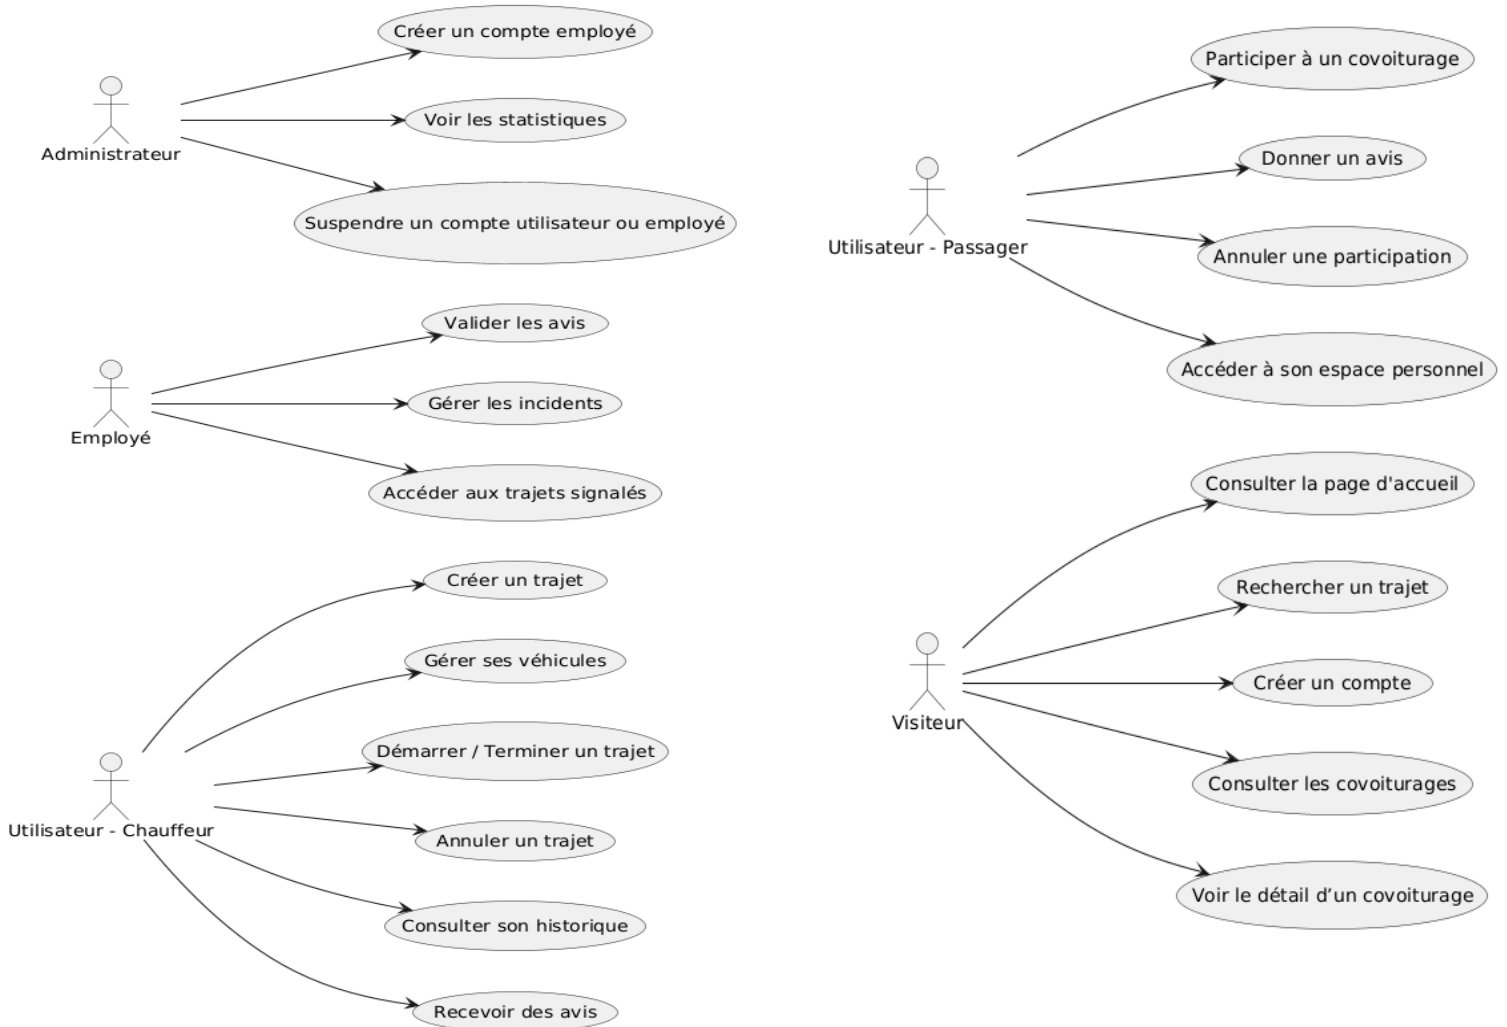 Créer un compte employé
Voir les statistiques
Administrateur
Suspendre un compte utilisateur ou employé
Valider les avis
Gérer les incidents
Employé
Accéder aux trajets signalés
Créer un trajet
Gérer ses véhicules
Démarrer / Terminer un trajet
Utilisateur - Chauffeur
Annuler un trajet
Consulter son historique
Recevoir des avis
Participer à un covoiturage
Donner un avis
Utilisateur - Passager
Annuler une participation
Accéder à son espace personnel
Consulter la page d'accueil
Rechercher un trajet
Créer un compte
Visiteur
Consulter les covoiturages
Voir le détail d’un covoiturage